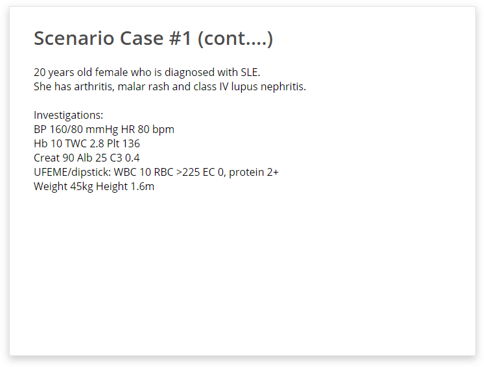 Scenario Case #1 (cont....)
20 years old female who is diagnosed with SLE.
She has arthritis, malar rash and class IV lupus nephritis.
Investigations:
BP 160/80 mmHg HR 80 bpm
Hb 10 TWC 2.8 Plt 136
Creat 90 Alb 25 C3 0.4
UFEME/dipstick: WBC 10 RBC >225 EC 0, protein 2+
Weight 45kg Height 1.6m